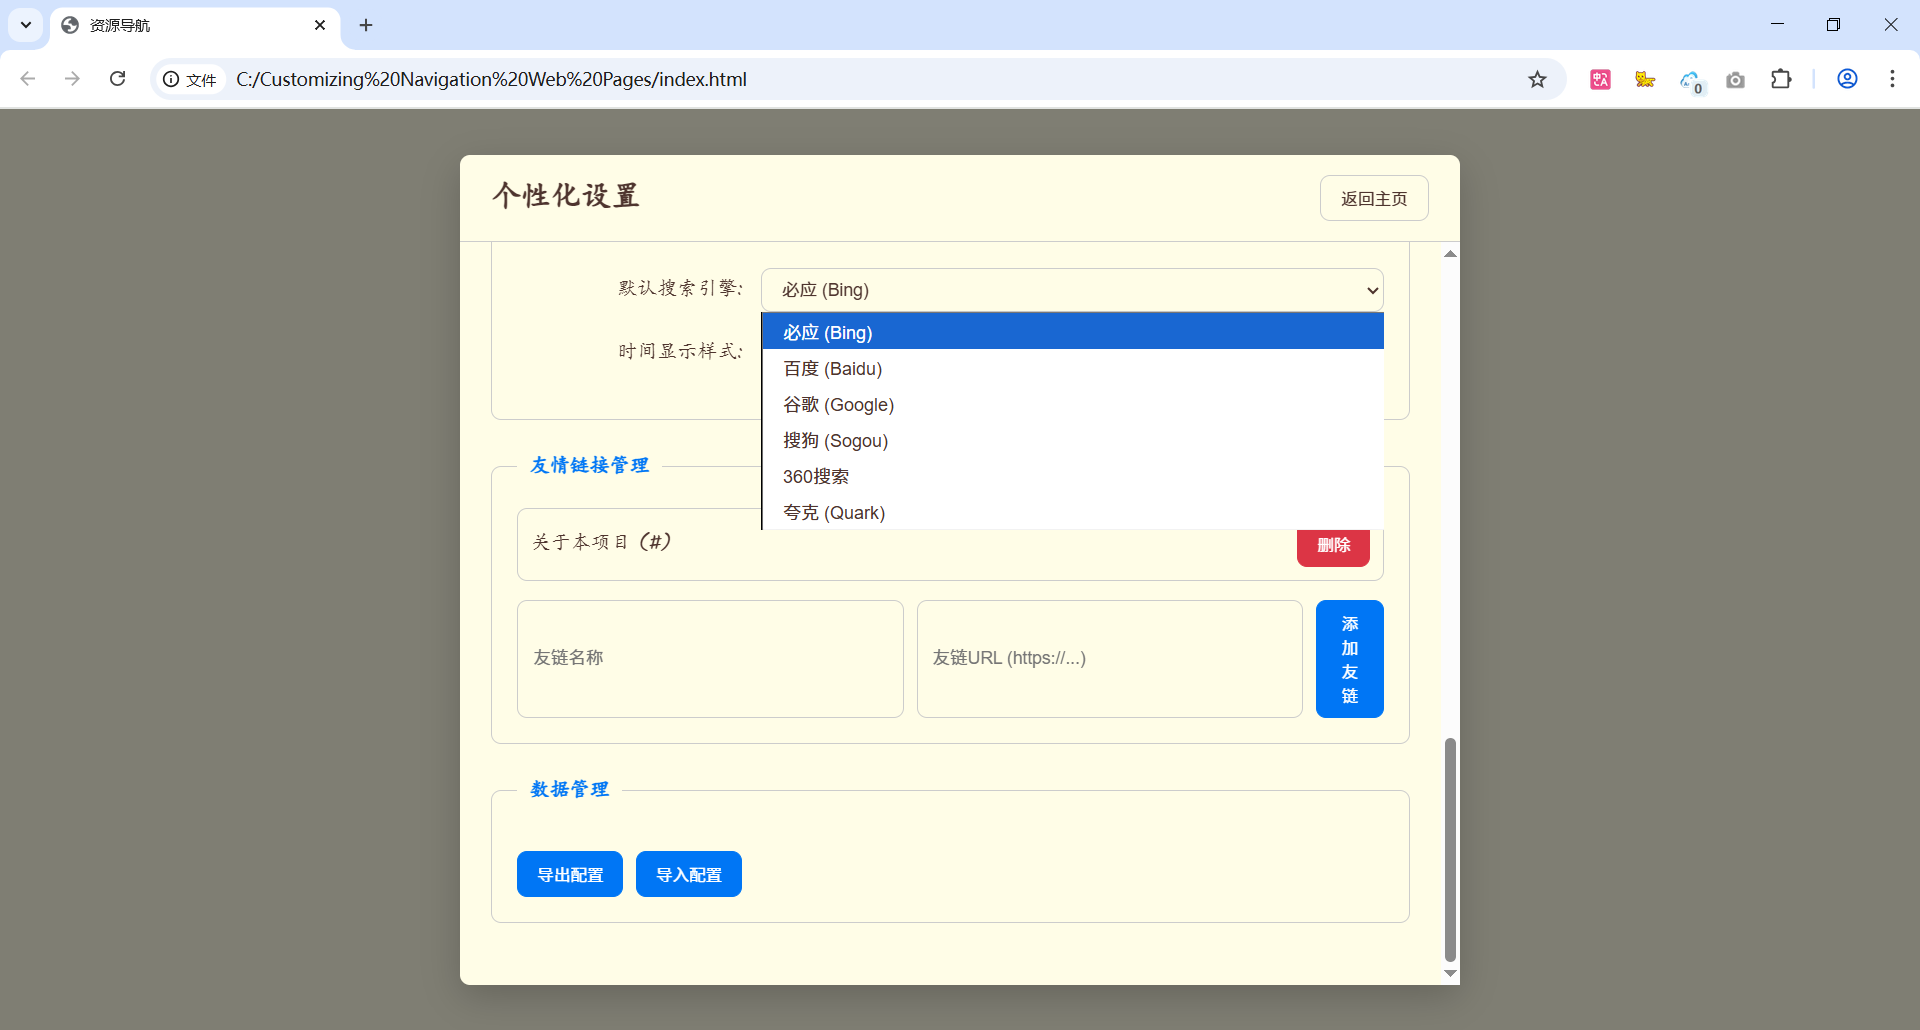 资源导航
文件
C:/Customizing%20Navigation%20Web%20Pages/index.html
0
个性化设置
返回主页
默认搜索引擎:
必应 (Bing)
必应 (Bing)
百度 (Baidu)
谷歌 (Google)
搜狗 (Sogou)
360搜索
夸克 (Quark)
时间显示样式:
友情链接管理
关于本项目 (#)
删除
友链名称
友链URL (https://...)
添
加
友
链
数据管理
导出配置
导入配置